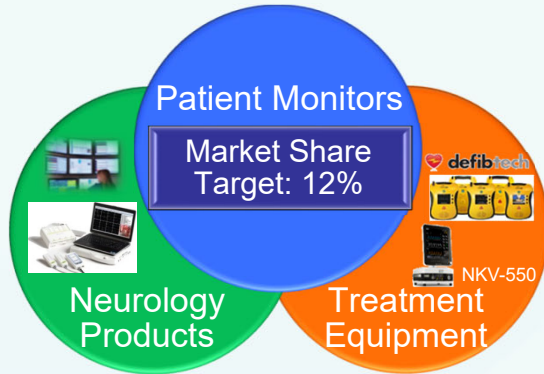 Patient Monitors
Market Share
Target: 12%
defibtech
NKV-550
Neurology
Products
Treatment
Equipment